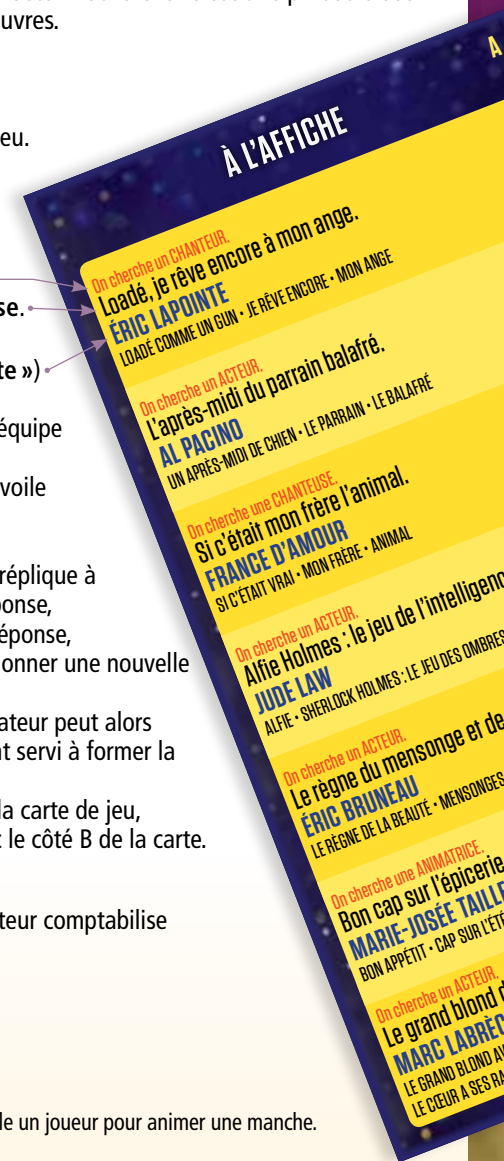 uvres.
eu.
se.
te »)
équipe
voile
réplique à
ponse,
éponse,
onner une nouvelle
ateur peut alors
nt servi à former la
la carte de jeu,
c le côté B de la carte.
teur comptabilise
le un joueur pour animer une manche.
À L'AFFICHE
A
On cherche un CHANTEUR.
Loadé, je rêve encore à mon ange.
ÉRIC LAPOINTE
LOADÉ COMME UN GUN • JE RÊVE ENCORE • MON ANGE
On cherche un ACTEUR.
L'après-midi du parrain balafré.
AL PACINO
UN APRÈS-MIDI DE CHIEN • LE PARRAIN • LE BALAFRÉ
On cherche une CHANTEUSE.
Si c'était mon frère l'animal.
FRANCE D'AMOUR
SI C'ÉTAIT VRAI • MON FRÈRE • ANIMAL
On cherche un ACTEUR.
Alfie Holmes : le jeu de l'intelligenc
JUDE LAW
ALFIE • SHERLOCK HOLMES : LE JEU DES OMBRES
On cherche un ACTEUR.
Le règne du mensonge et de
ÉRIC BRUNEAU
LE RÈGNE DE LA BEAUTÉ • MENSONGES
On cherche une ANIMATRICE.
Bon cap sur l'épicerie
MARIE-JOSÉE TAILLE
BON APPÉTIT • CAP SUR L'ÉTÉ
On cherche un ACTEUR.
Le grand blond d
MARC LABRÈC
LE GRAND BLOND AV
LE CŒUR A SES RA